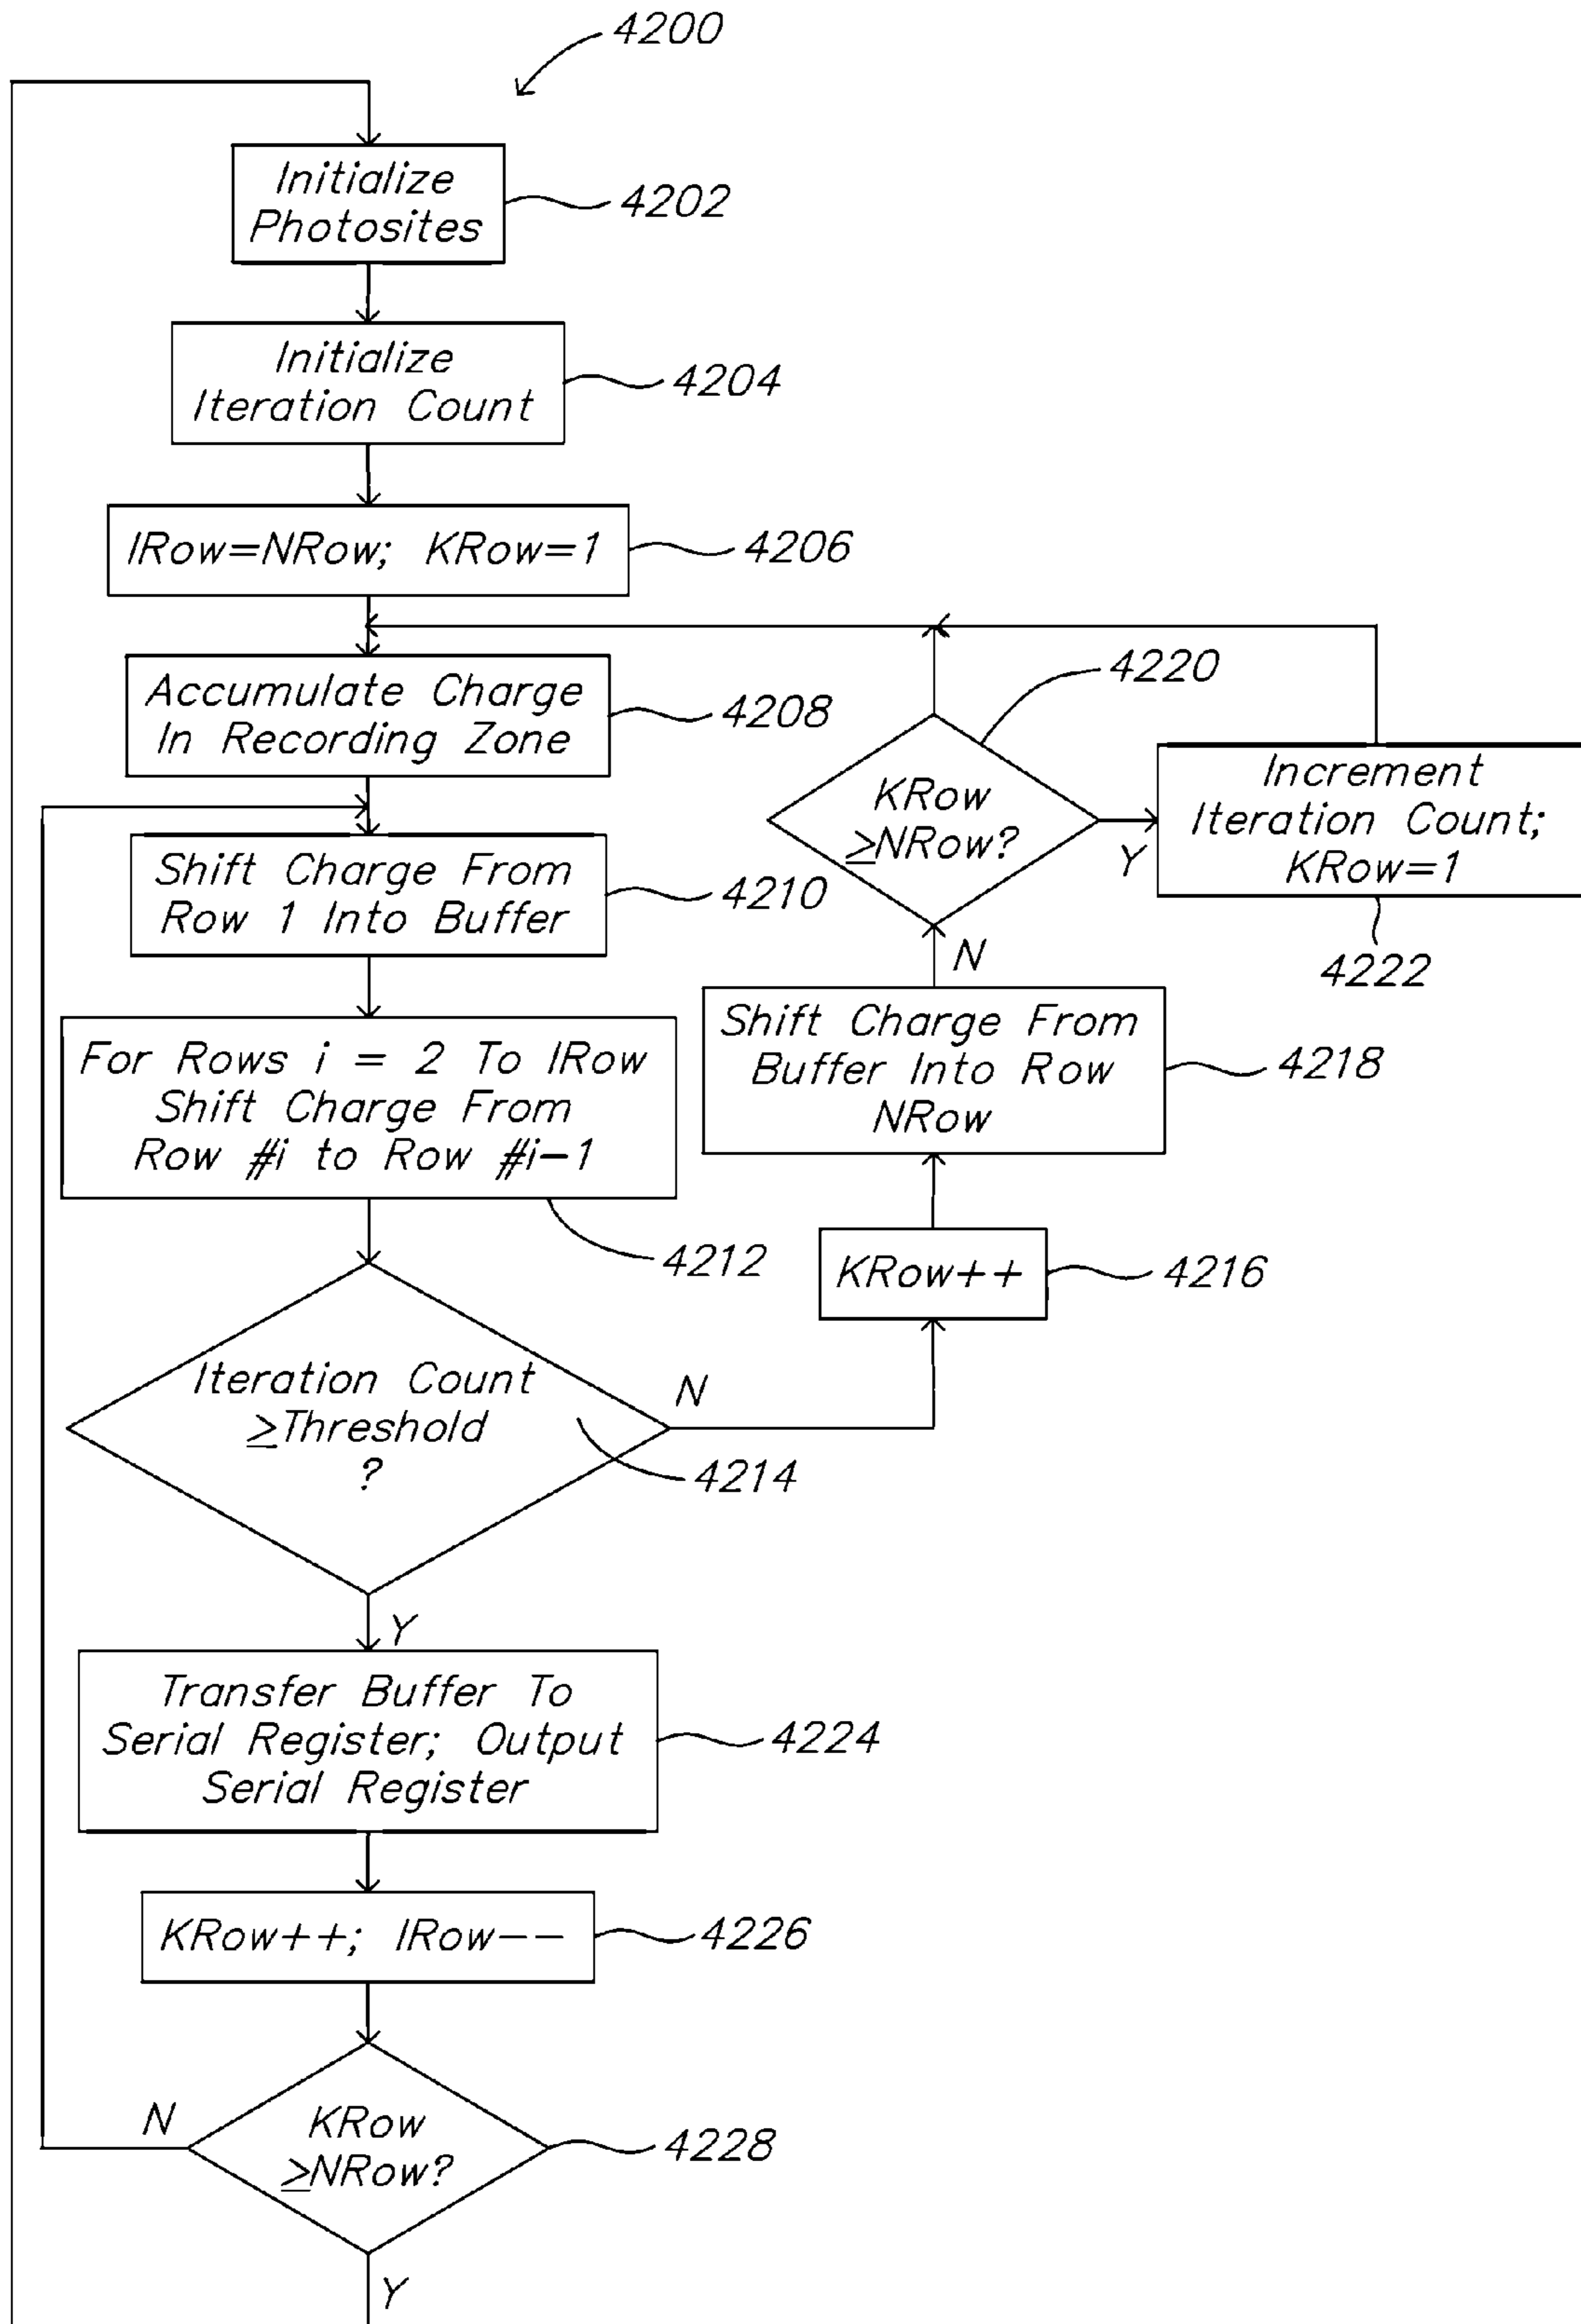 4200
Initialize
Photosites
4202
Initialize
Iteration Count
4204
IRow=NRow; KRow=1
4206
Accumulate Charge
In Recording Zone
4208
Shift Charge From
Row 1 Into Buffer
4210
For Rows i = 2 To IRow
Shift Charge From
Row #i to Row #i-1
4212
Iteration Count
≥Threshold
?
4214
N
KRow++
4216
Shift Charge From
Buffer Into Row
NRow
4218
N
KRow
≥NRow?
4220
Y
Increment
Iteration Count;
KRow=1
4222
Y
Transfer Buffer To
Serial Register; Output
Serial Register
4224
KRow++; IRow--
4226
KRow
≥NRow?
4228
N
Y